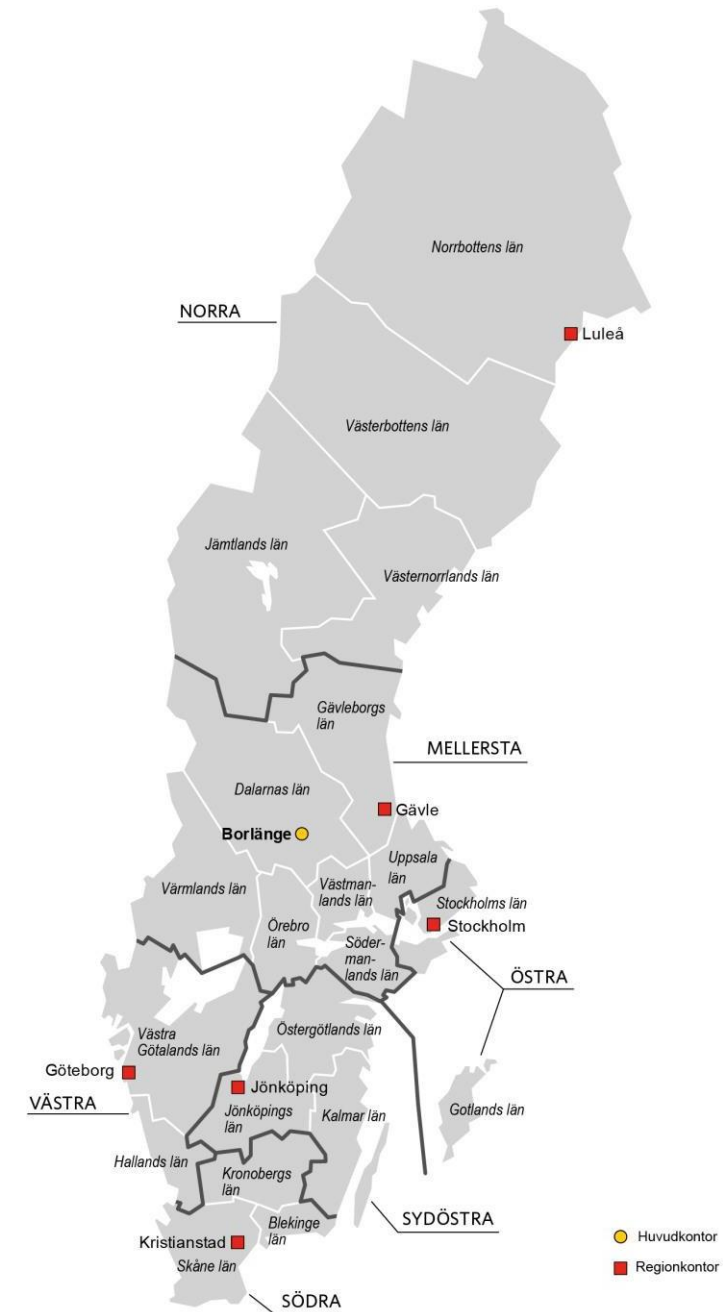 Norrbottens län
NORRA
Luleå
Västerbottens län
Jämtlands län
Västernorrlands län
Gävleborgs
län
MELLERSTA
Dalarnas län
Gävle
Borlänge
Uppsala
län
Värmlands län
Västman-
lands län
Stockholms län
Örebro
län
Stockholm
Söder-
man-
lands län
ÖSTRA
Östergötlands län
Västra
Götalands län
Göteborg
Jönköping
VÄSTRA
Jönköpings
län
Kalmar län
Gotlands län
Hallands län
Kronobergs
län
SYDÖSTRA
Blekinge
län
Kristianstad
Skåne län
SÖDRA
Huvudkontor
Regionkontor